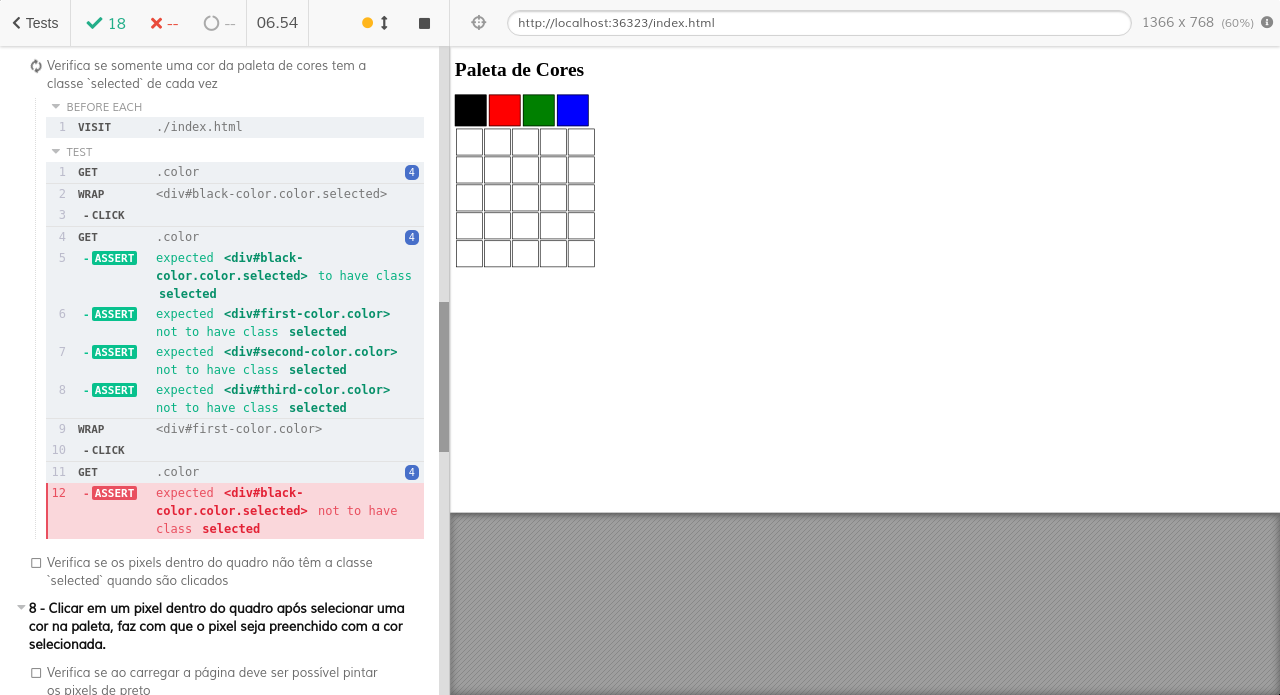 Tests 18 -- -- 06.54
http://localhost:36323/index.html 1366 x 768 (60%)
Verifica se somente uma cor da paleta de cores tem a
classe `selected` de cada vez
BEFORE EACH
1 VISIT ./index.html
TEST
1 GET .color 4
2 WRAP <div#black-color.color.selected>
3 -CLICK
4 GET .color 4
5 -ASSERT expected <div#black-
color.color.selected> to have class
selected
6 -ASSERT expected <div#first-color.color>
not to have class selected
7 -ASSERT expected <div#second-color.color>
not to have class selected
8 -ASSERT expected <div#third-color.color>
not to have class selected
9 WRAP <div#first-color.color>
10 -CLICK
11 GET .color 4
12 -ASSERT expected <div#black-
color.color.selected> not to have
class selected
Verifica se os pixels dentro do quadro não têm a classe
`selected` quando são clicados
8 - Clicar em um pixel dentro do quadro após selecionar uma
cor na paleta, faz com que o pixel seja preenchido com a cor
selecionada.
Verifica se ao carregar a página deve ser possível pintar
os pixels de preto
Paleta de Cores